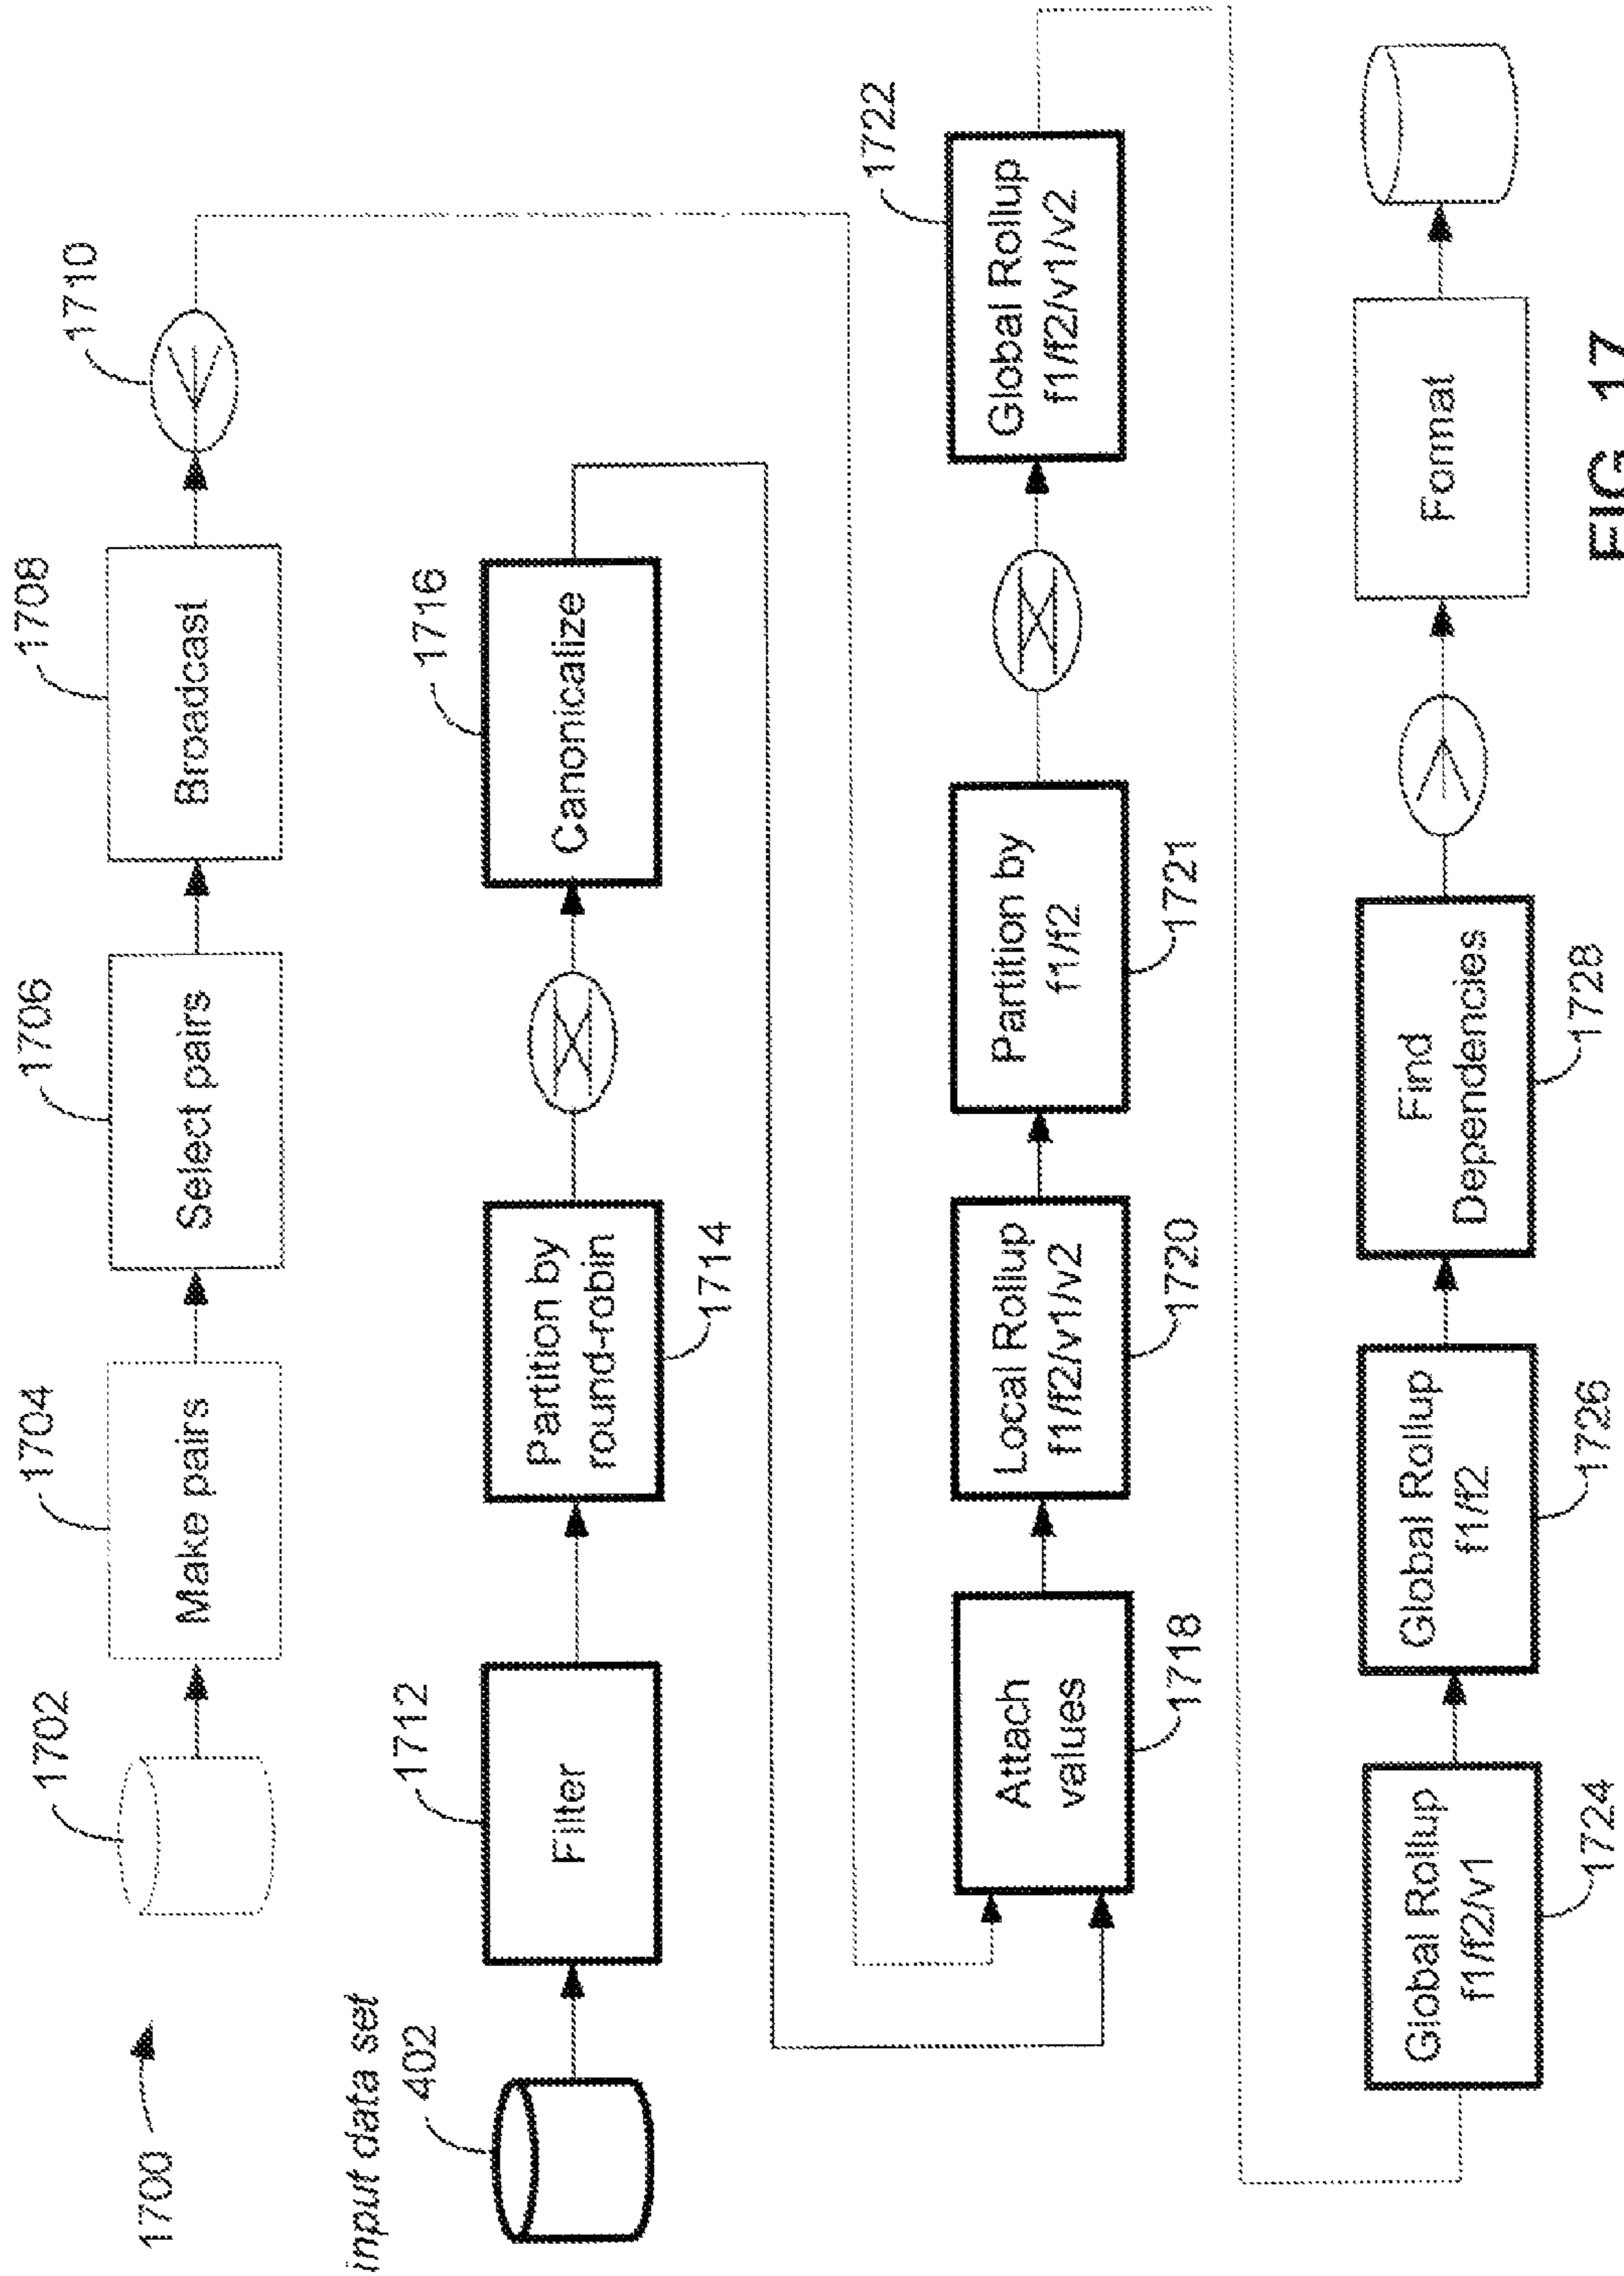 1700
1702
1704
Make pairs
1706
Select pairs
1708
Broadcast
1710
input data set
402
1712
Filter
Partition by
round-robin
1714
1716
Canonicalize
Attach
values
1718
Local Rollup
f1/f2/v1/v2
1720
Partition by
f1/f2
1721
1722
Global Rollup
f1/f2/v1/v2
Global Rollup
f1/f2/v1
1724
Global Rollup
f1/f2
1726
Find
Dependencies
1728
Format
FIG. 17